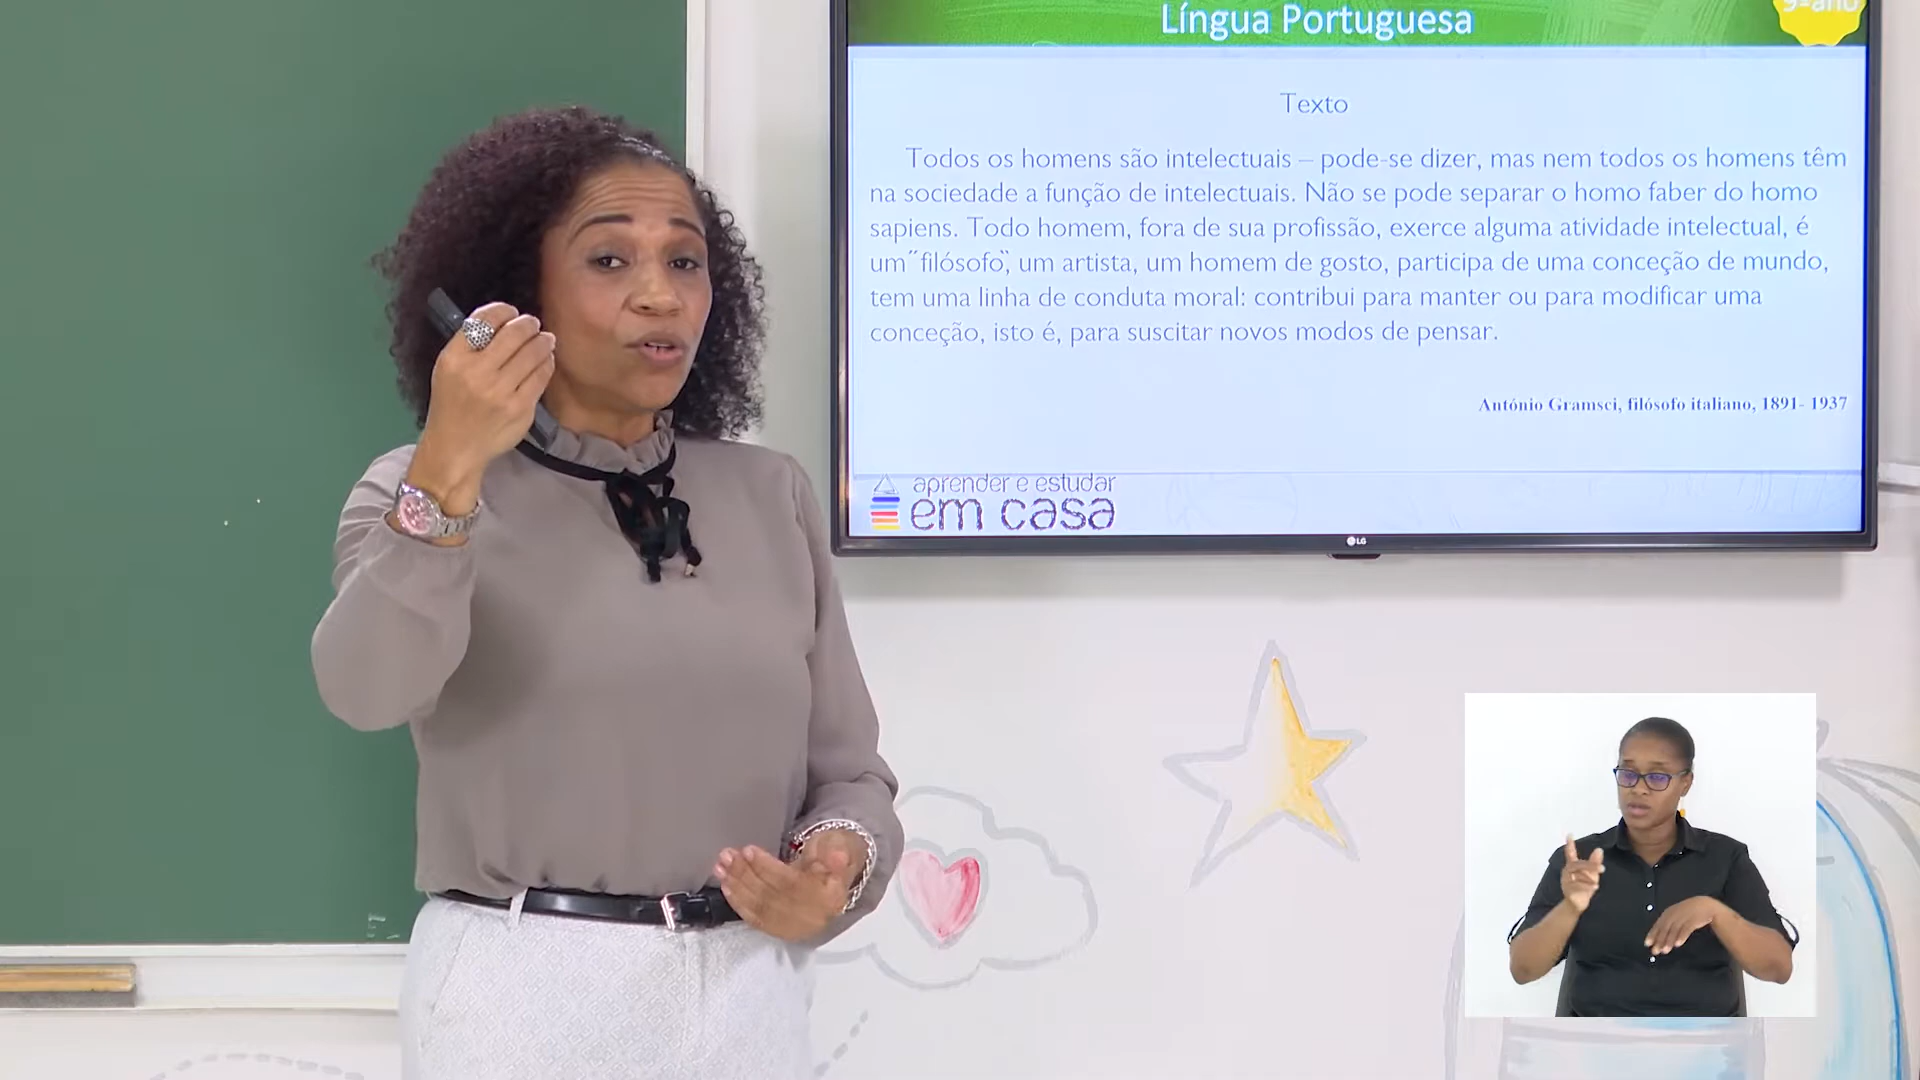 Língua Portuguesa
9º ano
Texto
Todos os homens são intelectuais – pode-se dizer, mas nem todos os homens têm
na sociedade a função de intelectuais. Não se pode separar o homo faber do homo
sapiens. Todo homem, fora de sua profissão, exerce alguma atividade intelectual, é
um ̋ filósofo ̏, um artista, um homem de gosto, participa de uma conceção de mundo,
tem uma linha de conduta moral: contribui para manter ou para modificar uma
conceção, isto é, para suscitar novos modos de pensar.
António Gramsci, filósofo italiano, 1891- 1937
aprender e estudar
em casa
LG